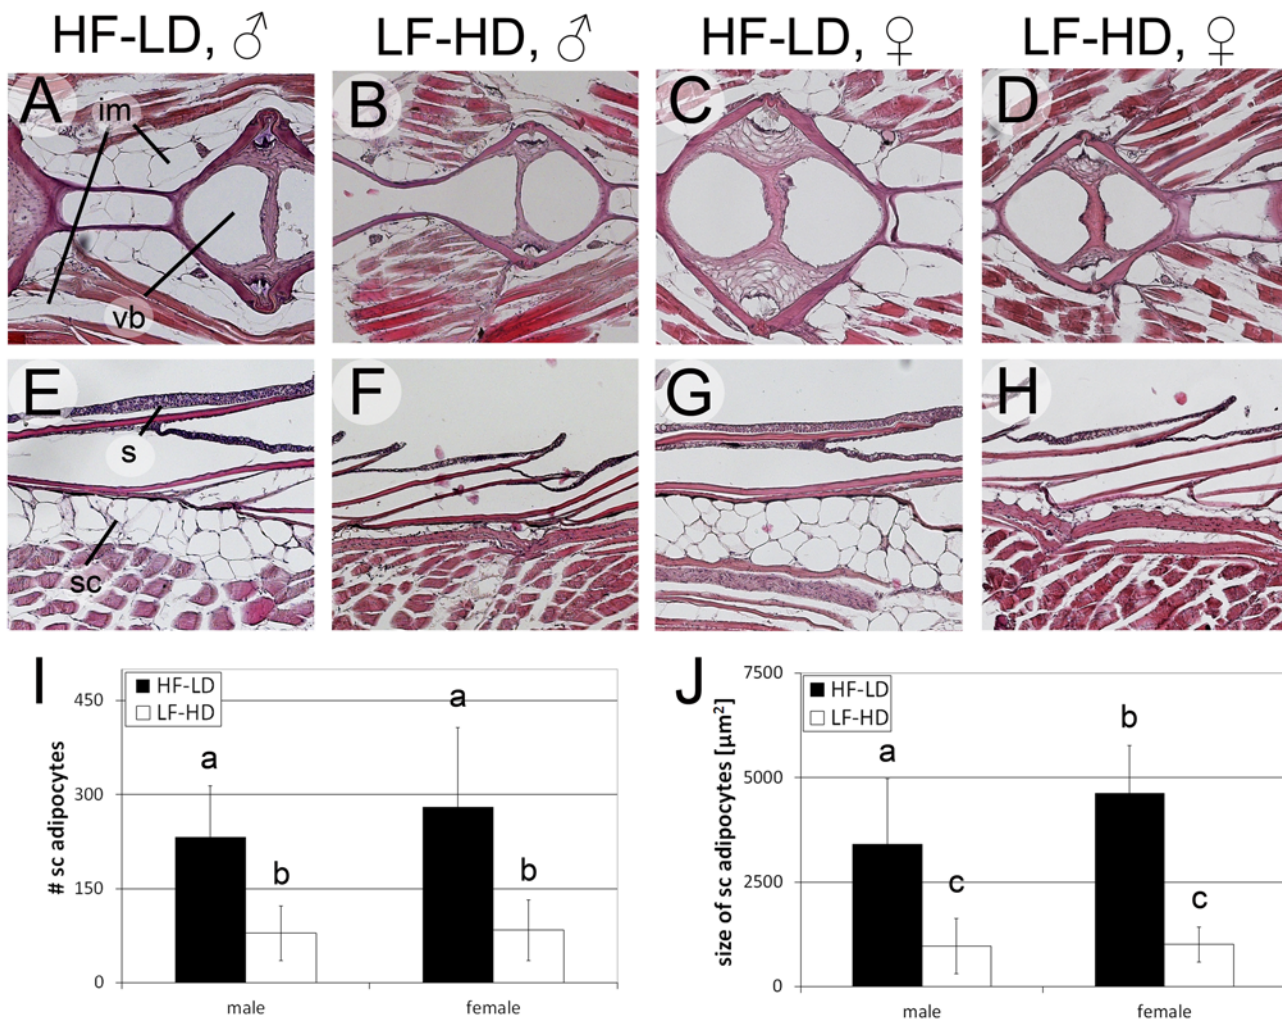 HF-LD, ♂ LF-HD, ♂ HF-LD, ♀ LF-HD, ♀
A B C D
im
vb
E F G H
s
sc
I
HF-LD
LF-HD
# sc adipocytes
450
300
150
0
a
b
a
b
male female
J
HF-LD
LF-HD
size of sc adipocytes [µm²]
7500
5000
2500
0
a
c
b
c
male female